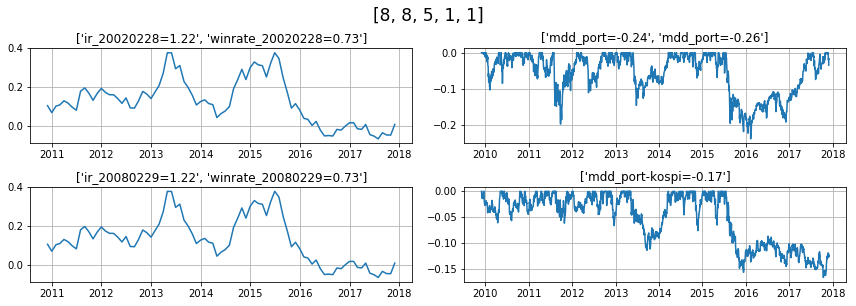 [8, 8, 5, 1, 1]
['ir_20020228=1.22', 'winrate_20020228=0.73']
0.4
0.2
0.0
2011 2012 2013 2014 2015 2016 2017 2018
['mdd_port=-0.24', 'mdd_port=-0.26']
0.0
−0.1
−0.2
2010 2011 2012 2013 2014 2015 2016 2017 2018
['ir_20080229=1.22', 'winrate_20080229=0.73']
0.4
0.2
0.0
2011 2012 2013 2014 2015 2016 2017 2018
['mdd_port-kospi=-0.17']
0.00
−0.05
−0.10
−0.15
2010 2011 2012 2013 2014 2015 2016 2017 2018